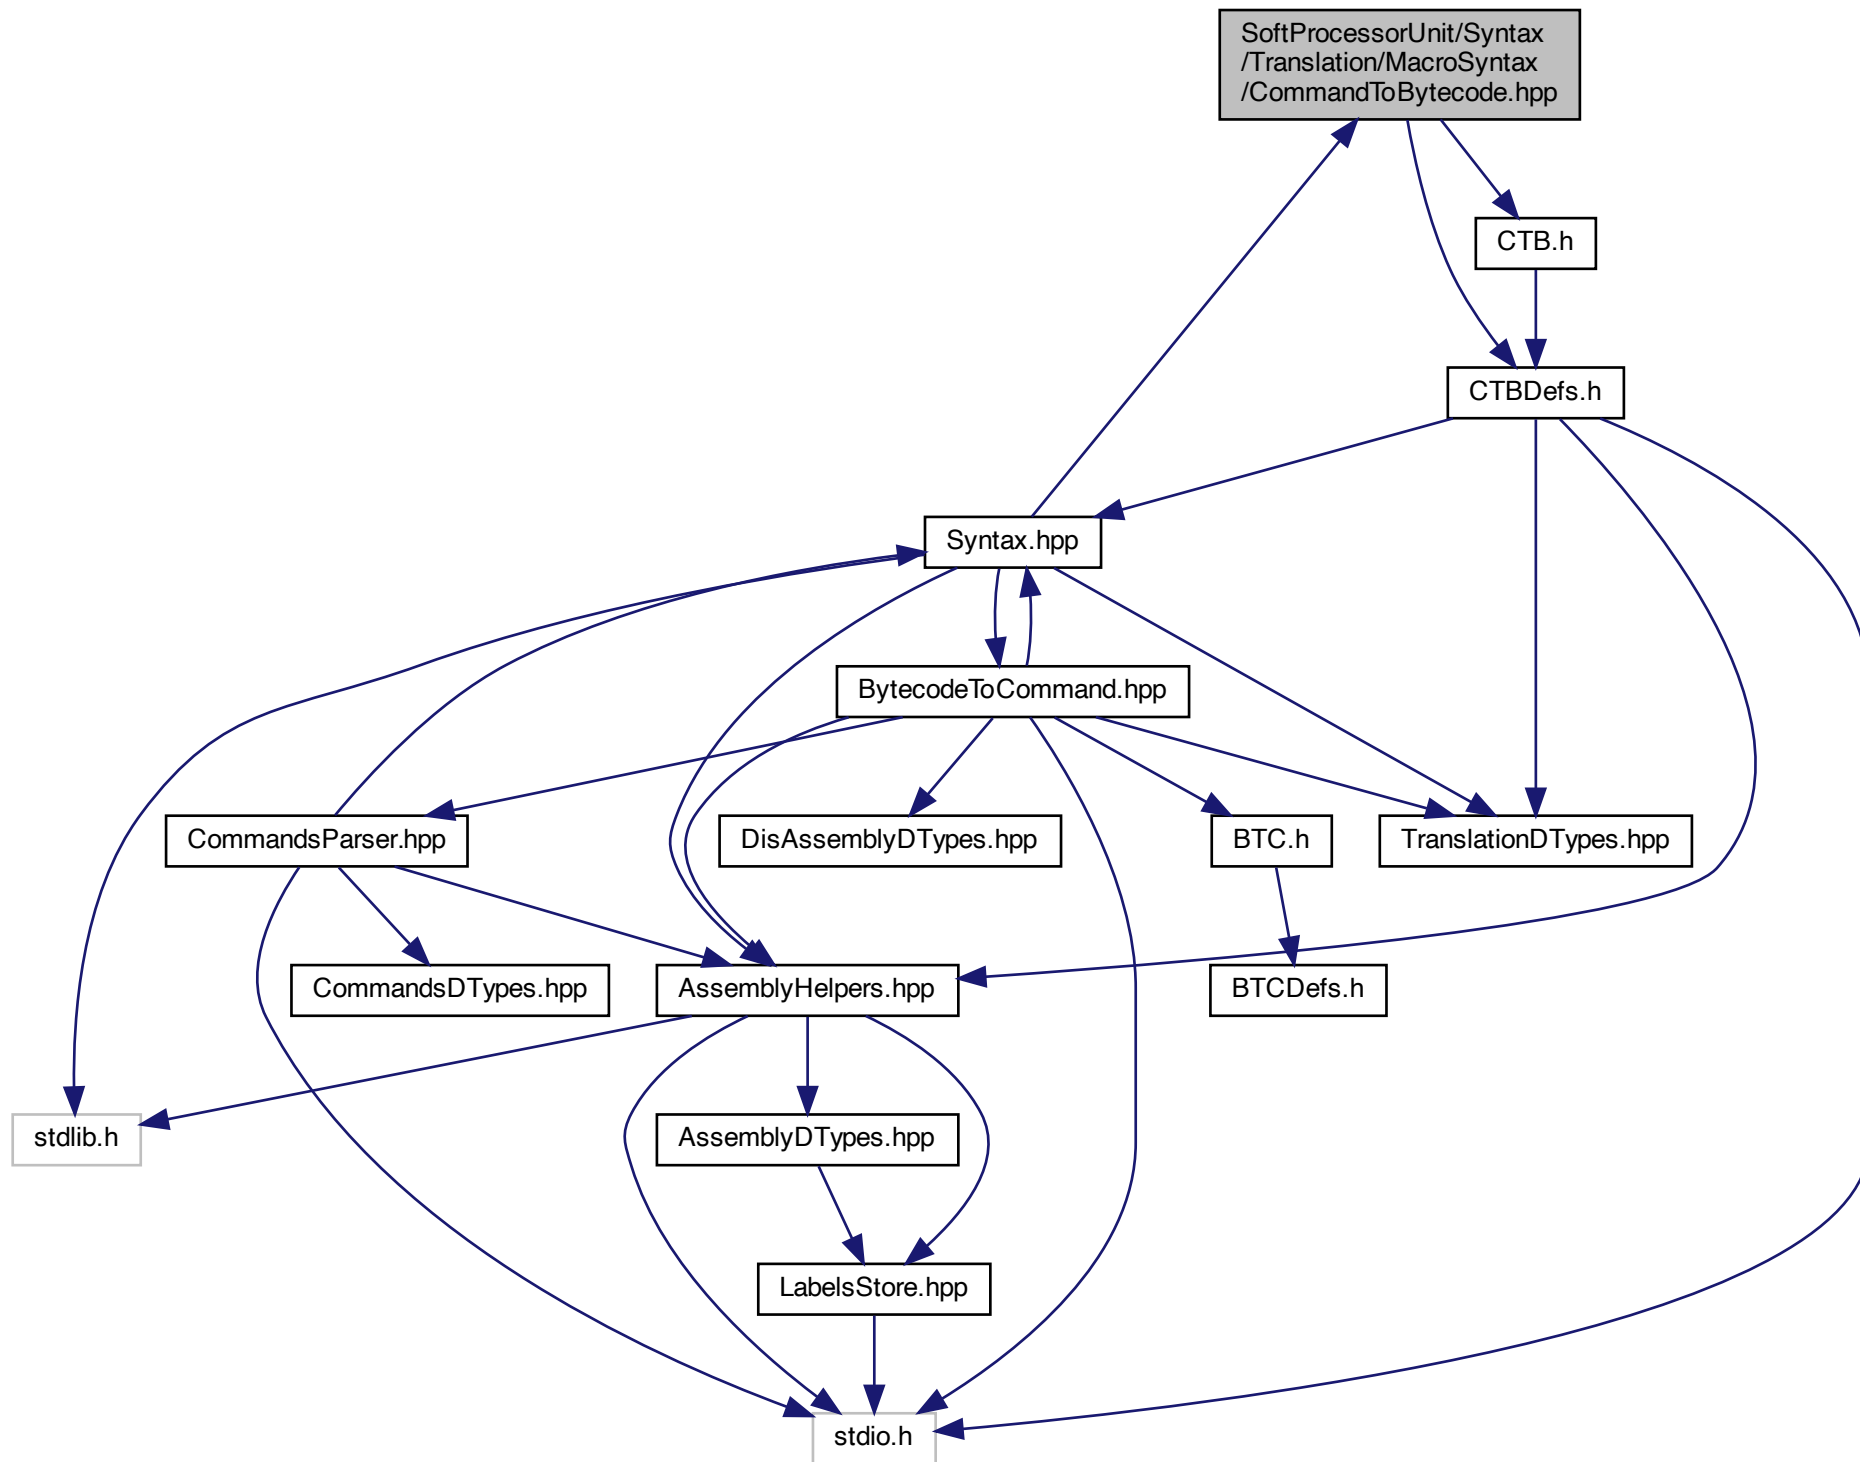 SoftProcessorUnit/Syntax
/Translation/MacroSyntax
/CommandToBytecode.hpp
CTB.h
CTBDefs.h
Syntax.hpp
BytecodeToCommand.hpp
CommandsParser.hpp
DisAssemblyDTypes.hpp
BTC.h
TranslationDTypes.hpp
CommandsDTypes.hpp
AssemblyHelpers.hpp
BTCDefs.h
stdlib.h
AssemblyDTypes.hpp
LabelsStore.hpp
stdio.h